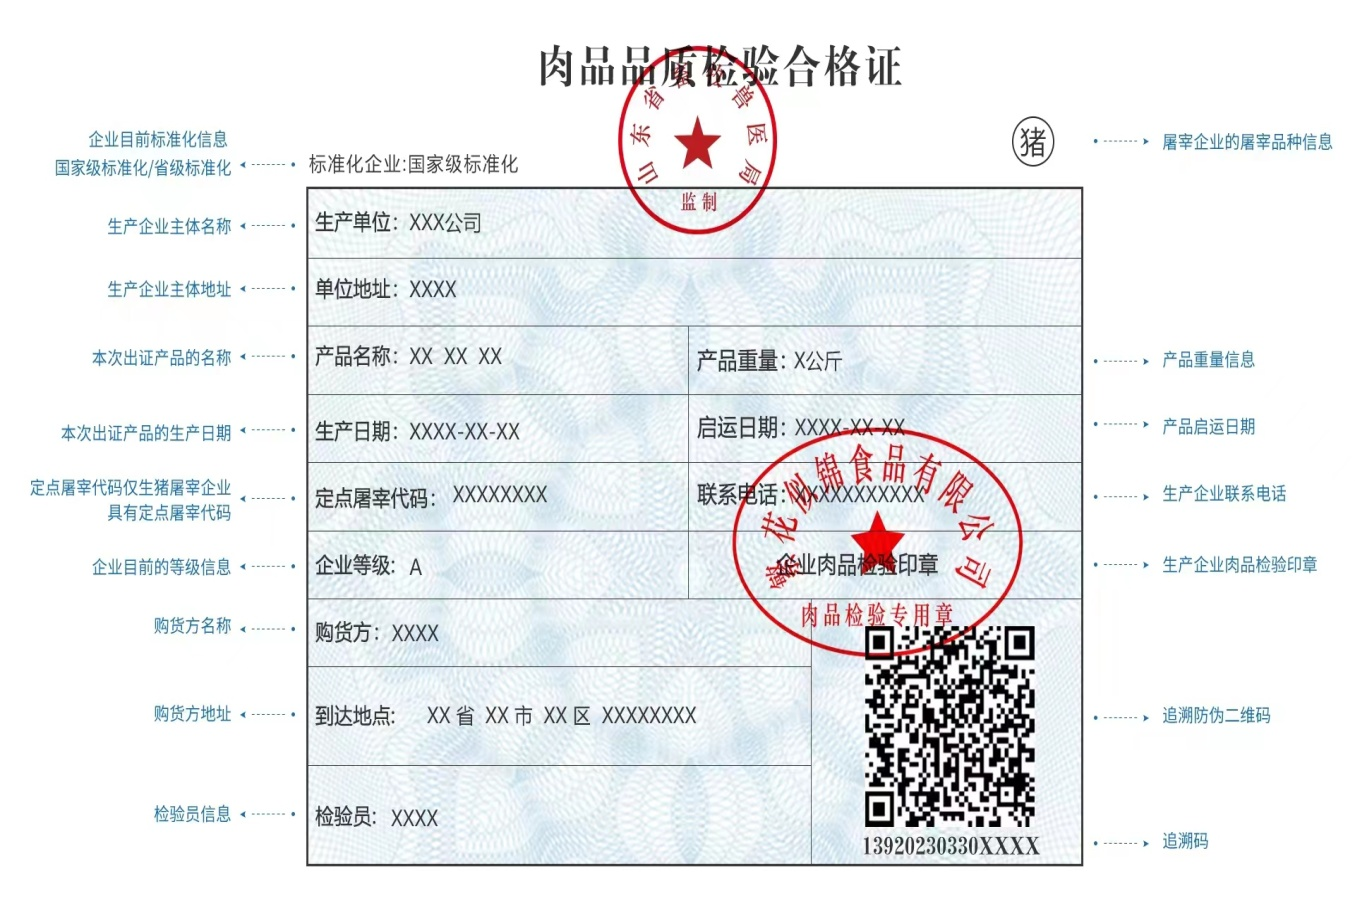 肉品品质检验合格证
山东省畜牧兽医局
监制
猪
企业目前标准化信息
国家级标准化/省级标准化
标准化企业:国家级标准化
屠宰企业的屠宰品种信息
生产企业主体名称
生产单位：XXX公司
生产企业主体地址
单位地址：XXXX
本次出证产品的名称
产品名称：XX XX XX
产品重量：X公斤
产品重量信息
本次出证产品的生产日期
生产日期：XXXX-XX-XX
启运日期：XXXX-XX-XX
产品启运日期
定点屠宰代码仅生猪屠宰企业
具有定点屠宰代码
定点屠宰代码：XXXXXXXX
联系电话：XXXXXXXXXXX
生产企业联系电话
企业目前的等级信息
企业等级：A
企业肉品检验印章
生产企业肉品检验印章
繁花似锦食品有限公司
肉品检验专用章
购货方名称
购货方：XXXX
购货方地址
到达地点： XX省 XX市 XX区 XXXXXXXX
追溯防伪二维码
检验员信息
检验员：XXXX
13920230330XXXX
追溯码